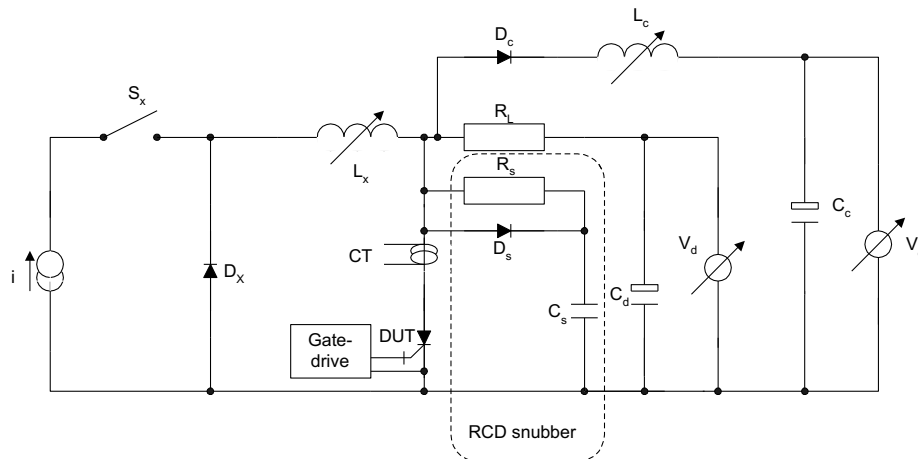 L_c
D_c
S_x
R_L
L_x
R_s
C_c
CT
D_s
V_d
V
i
D_X
C_d
C_s
DUT
Gate-
drive
RCD snubber